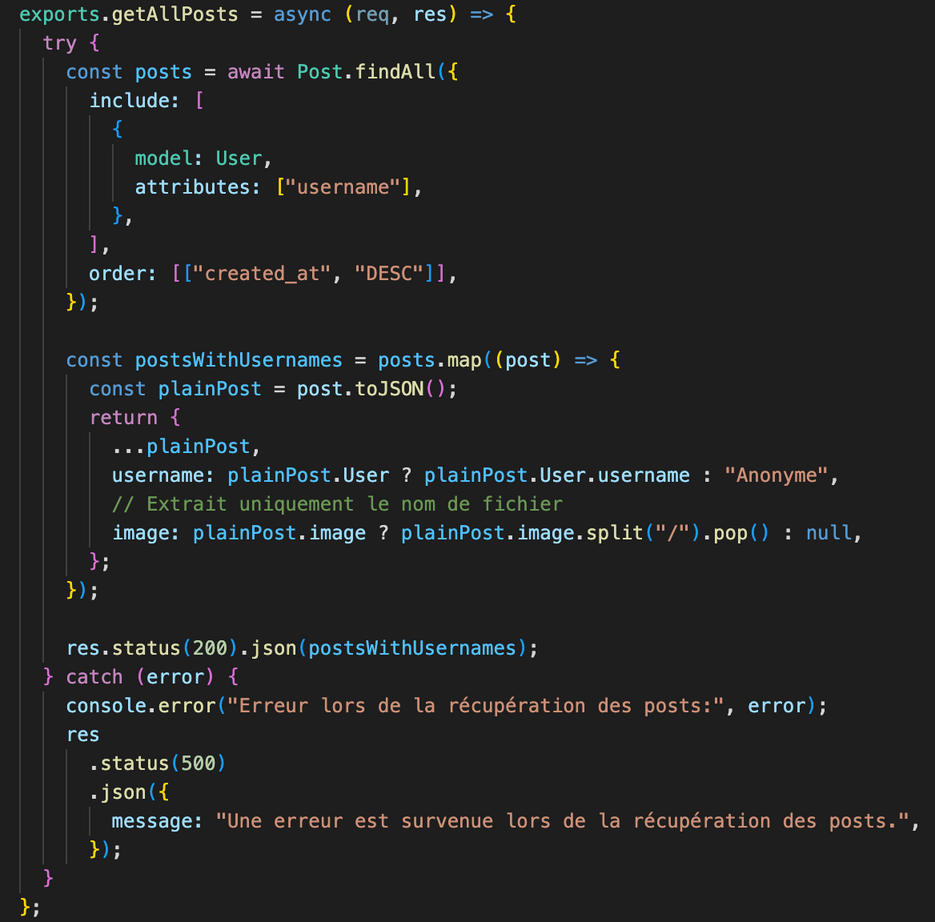 exports.getAllPosts = async (req, res) => {
  try {
    const posts = await Post.findAll({
      include: [
        {
          model: User,
          attributes: ["username"],
        },
      ],
      order: [["created_at", "DESC"]],
    });

    const postsWithUsernames = posts.map((post) => {
      const plainPost = post.toJSON();
      return {
        ...plainPost,
        username: plainPost.User ? plainPost.User.username : "Anonyme",
        // Extrait uniquement le nom de fichier
        image: plainPost.image ? plainPost.image.split("/").pop() : null,
      };
    });

    res.status(200).json(postsWithUsernames);
  } catch (error) {
    console.error("Erreur lors de la récupération des posts:", error);
    res
      .status(500)
      .json({
        message: "Une erreur est survenue lors de la récupération des posts.",
      });
  }
};